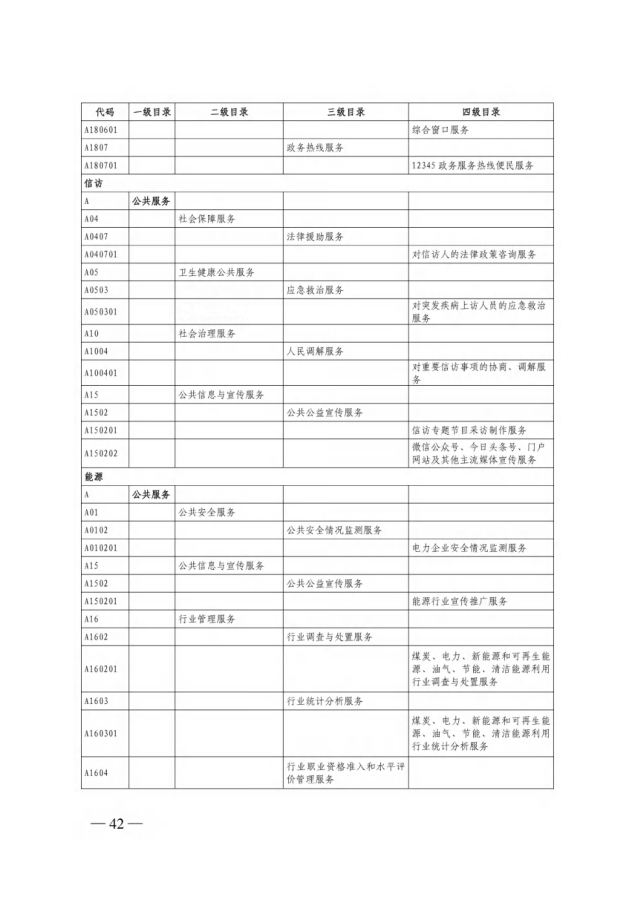 代码 一级目录 二级目录 三级目录 四级目录
A180601 综合窗口服务
A1807 政务热线服务
A180701 12345 政务服务热线便民服务
信访
A 公共服务
A04 社会保障服务
A0407 法律援助服务
A040701 对信访人的法律政策咨询服务
A05 卫生健康公共服务
A0503 应急救治服务
A050301 对突发疾病上访人员的应急救治
服务
A10 社会治理服务
A1004 人民调解服务
A100401 对重要信访事项的协商、调解服
务
A15 公共信息与宣传服务
A1502 公共公益宣传服务
A150201 信访专题节目采访制作服务
A150202 微信公众号、今日头条号、门户
网站及其他主流媒体宣传服务
能源
A 公共服务
A01 公共安全服务
A0102 公共安全情况监测服务
A010201 电力企业安全情况监测服务
A15 公共信息与宣传服务
A1502 公共公益宣传服务
A150201 能源行业宣传推广服务
A16 行业管理服务
A1602 行业调查与处置服务
A160201 煤炭、电力、新能源和可再生能
源、油气、节能、清洁能源利用
行业调查与处置服务
A1603 行业统计分析服务
A160301 煤炭、电力、新能源和可再生能
源、油气、节能、清洁能源利用
行业统计分析服务
A1604 行业职业资格准入和水平评
价管理服务
— 42 —